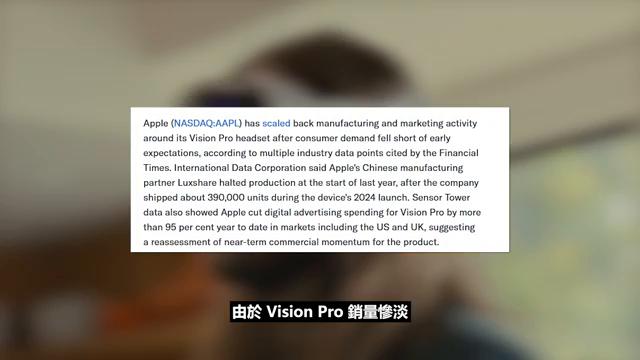 Apple (NASDAQ:AAPL) has scaled back manufacturing and marketing activity
around its Vision Pro headset after consumer demand fell short of early
expectations, according to multiple industry data points cited by the Financial
Times. International Data Corporation said Apple's Chinese manufacturing
partner Luxshare halted production at the start of last year, after the company
shipped about 390,000 units during the device's 2024 launch. Sensor Tower
data also showed Apple cut digital advertising spending for Vision Pro by more
than 95 per cent year to date in markets including the US and UK, suggesting
a reassessment of near-term commercial momentum for the product.
由於 Vision Pro 銷量慘淡